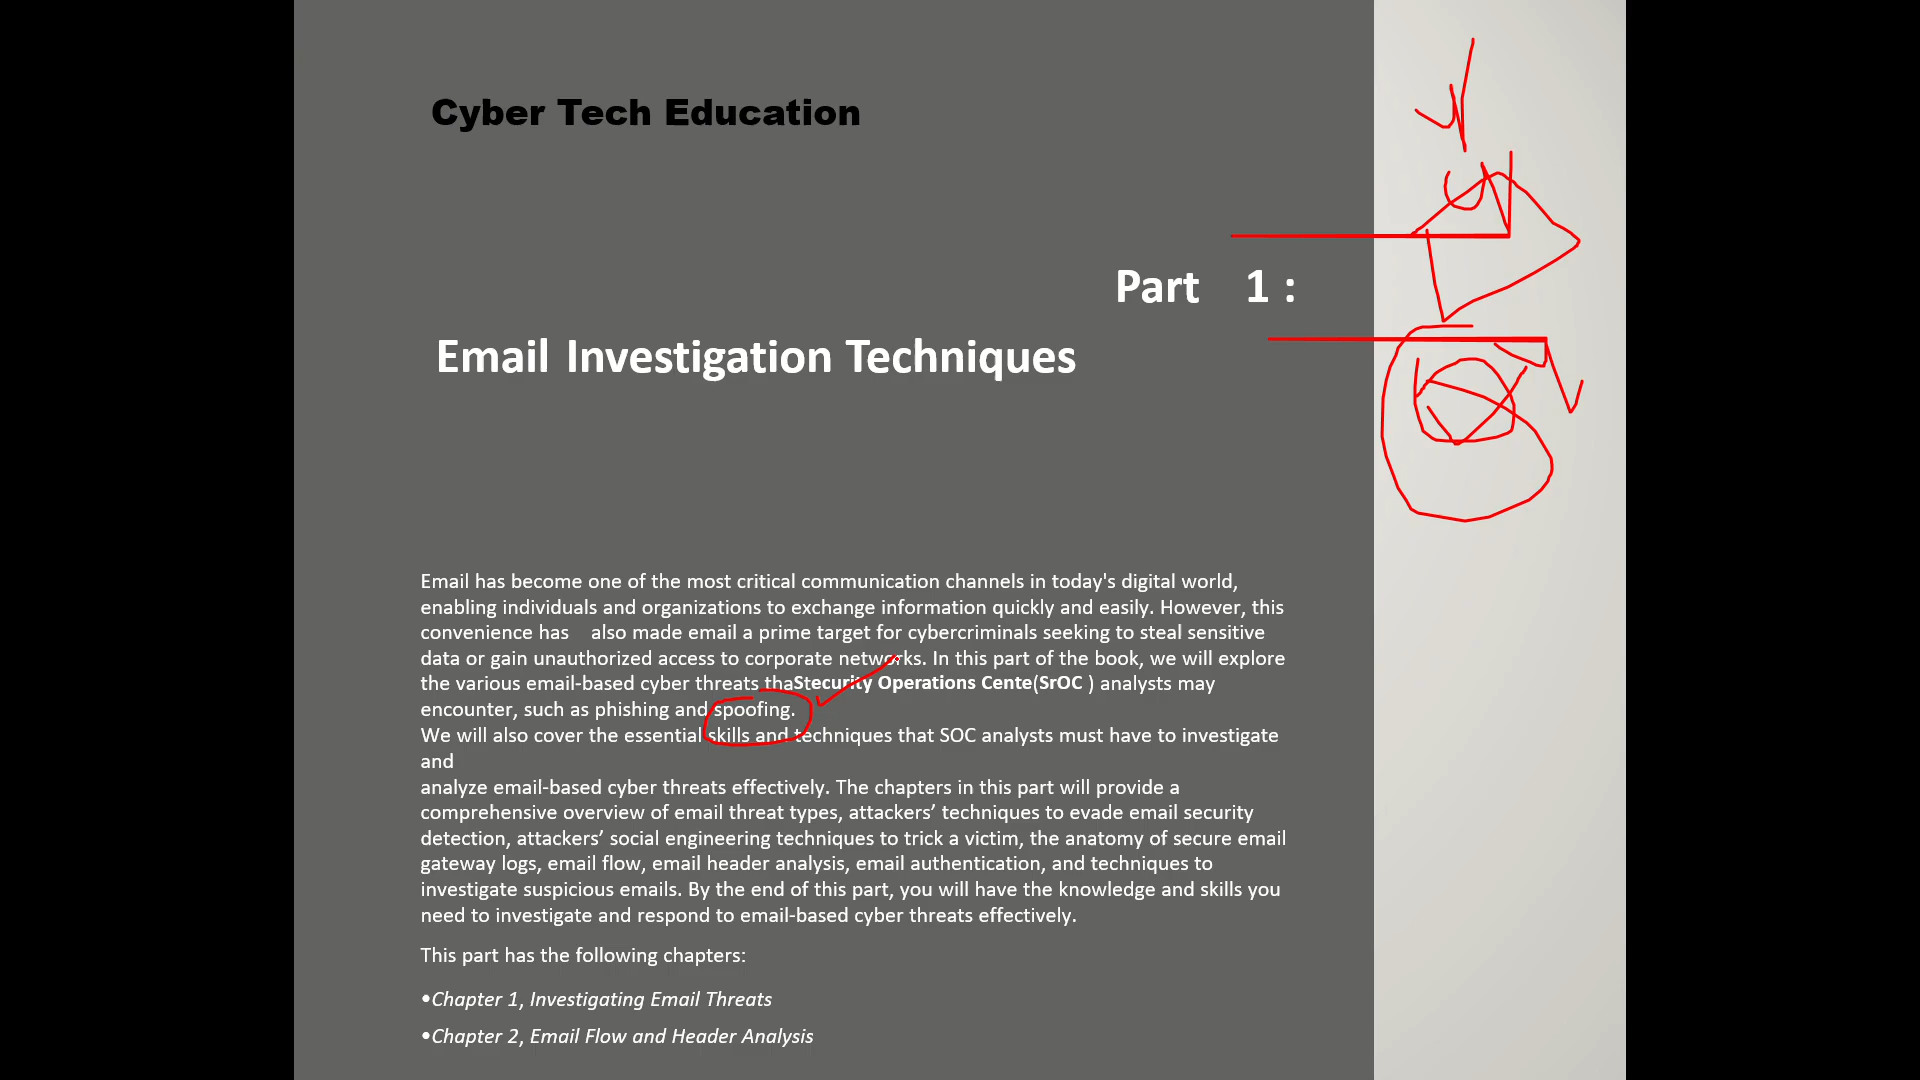 Cyber Tech Education
Part 1 :
Email Investigation Techniques
Email has become one of the most critical communication channels in today's digital world,
enabling individuals and organizations to exchange information quickly and easily. However, this
convenience has also made email a prime target for cybercriminals seeking to steal sensitive
data or gain unauthorized access to corporate networks. In this part of the book, we will explore
the various email-based cyber threats thaStecurity Operations Cente(SrOC ) analysts may
encounter, such as phishing and spoofing.
We will also cover the essential skills and techniques that SOC analysts must have to investigate
and
analyze email-based cyber threats effectively. The chapters in this part will provide a
comprehensive overview of email threat types, attackers’ techniques to evade email security
detection, attackers’ social engineering techniques to trick a victim, the anatomy of secure email
gateway logs, email flow, email header analysis, email authentication, and techniques to
investigate suspicious emails. By the end of this part, you will have the knowledge and skills you
need to investigate and respond to email-based cyber threats effectively.
This part has the following chapters:
•Chapter 1, Investigating Email Threats
•Chapter 2, Email Flow and Header Analysis